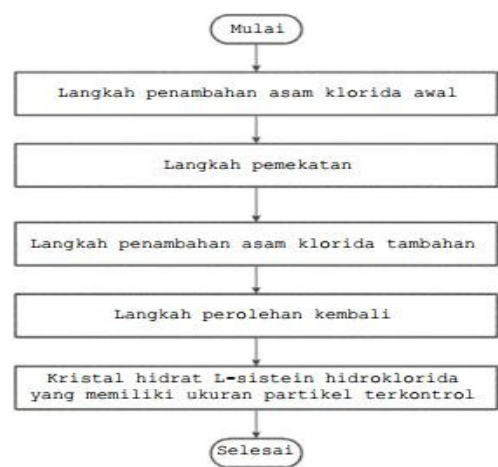 Mulai
Langkah penambahan asam klorida awal
Langkah pemekatan
Langkah penambahan asam klorida tambahan
Langkah perolehan kembali
Kristal hidrat L-sistein hidroklorida
yang memiliki ukuran partikel terkontrol
Selesai